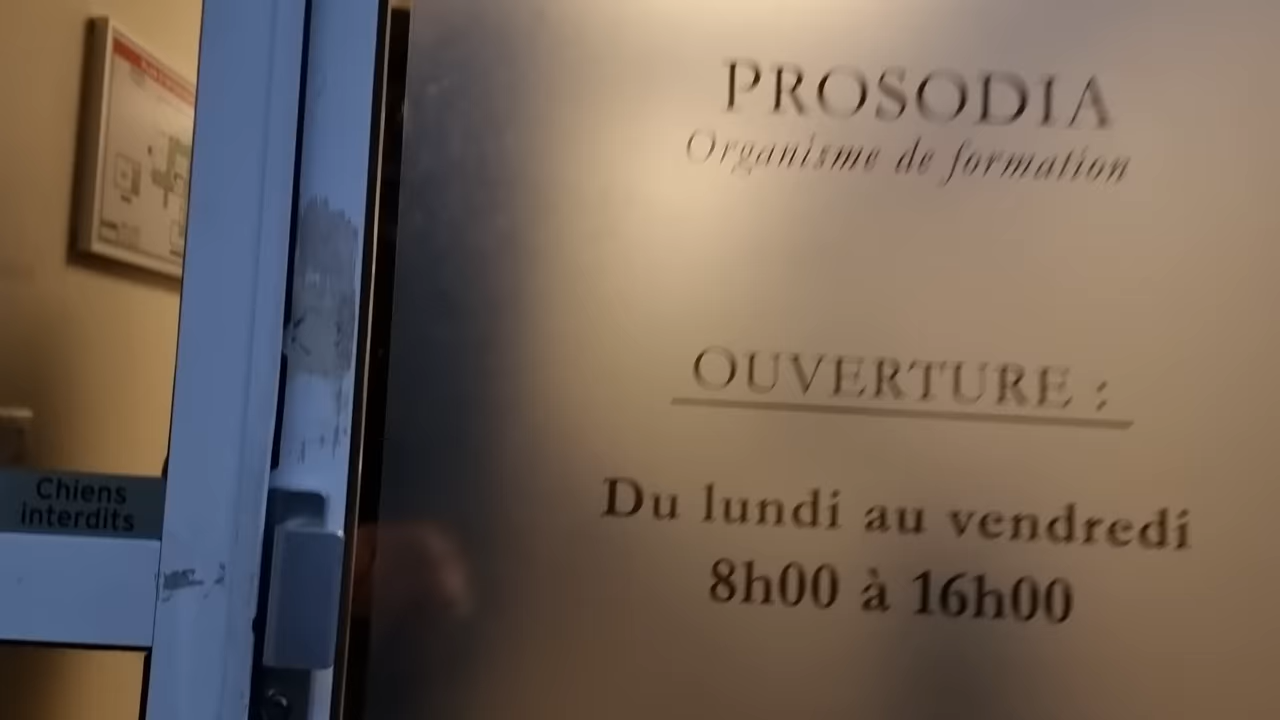 PROSODIA
Organisme de formation
OUVERTURE :
Du lundi au vendredi
8h00 à 16h00
Chiens
interdits